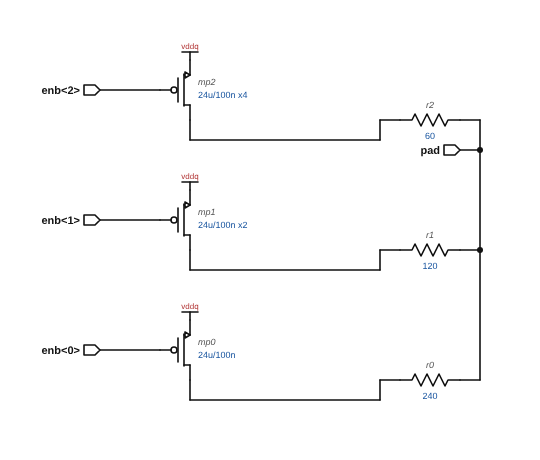 vddq
mp2
enb<2>
24u/100n x4
r2
60
pad
vddq
mp1
enb<1>
24u/100n x2
r1
120
vddq
mp0
enb<0>
24u/100n
r0
240